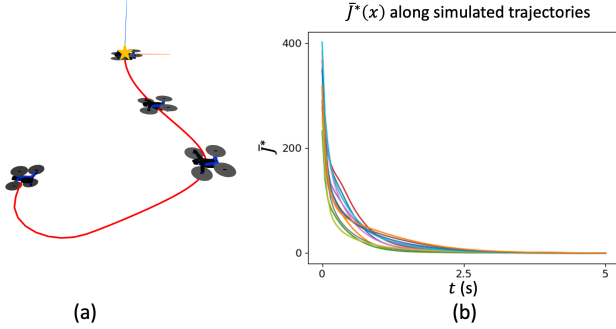 J̄*(x) along simulated trajectories
400
200
0
J̄*
0
2.5
5
t (s)
(a)
(b)